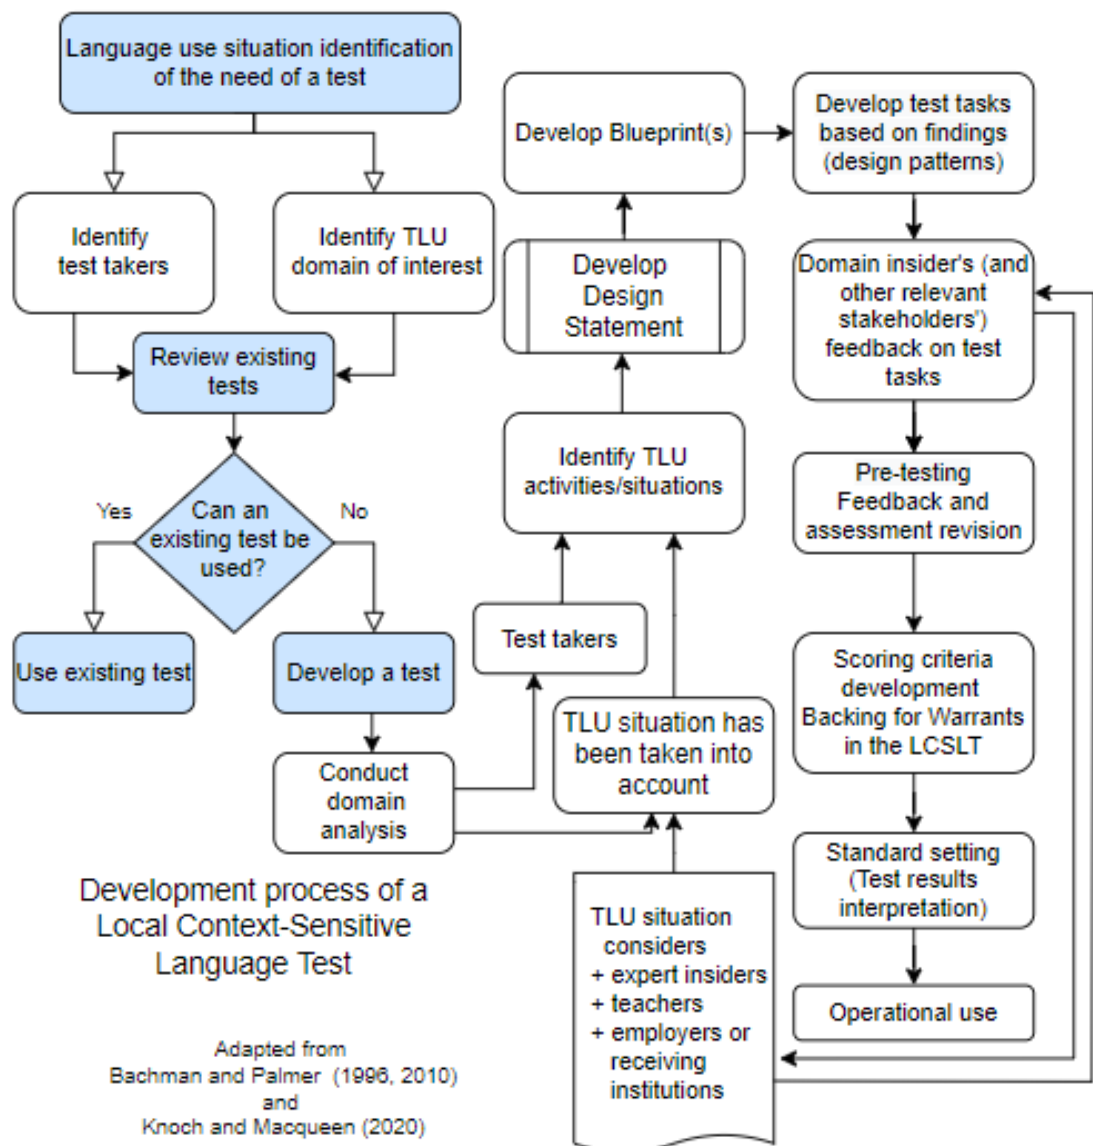 Language use situation identification
of the need of a test
Identify
test takers
Identify TLU
domain of interest
Review existing
tests
Can an
existing test be
used?
Yes
No
Use existing test
Develop a test
Conduct
domain
analysis
Test takers
TLU situation has
been taken into
account
TLU situation
considers
+ expert insiders
+ teachers
+ employers or
receiving
institutions
Identify TLU
activities/situations
Develop
Design
Statement
Develop Blueprint(s)
Develop test tasks
based on findings
(design patterns)
Domain insider's (and
other relevant
stakeholders')
feedback on test
tasks
Pre-testing
Feedback and
assessment revision
Scoring criteria
development
Backing for Warrants
in the LCSLT
Standard setting
(Test results
interpretation)
Operational use
Development process of a
Local Context-Sensitive
Language Test
Adapted from
Bachman and Palmer (1996, 2010)
and
Knoch and Macqueen (2020)